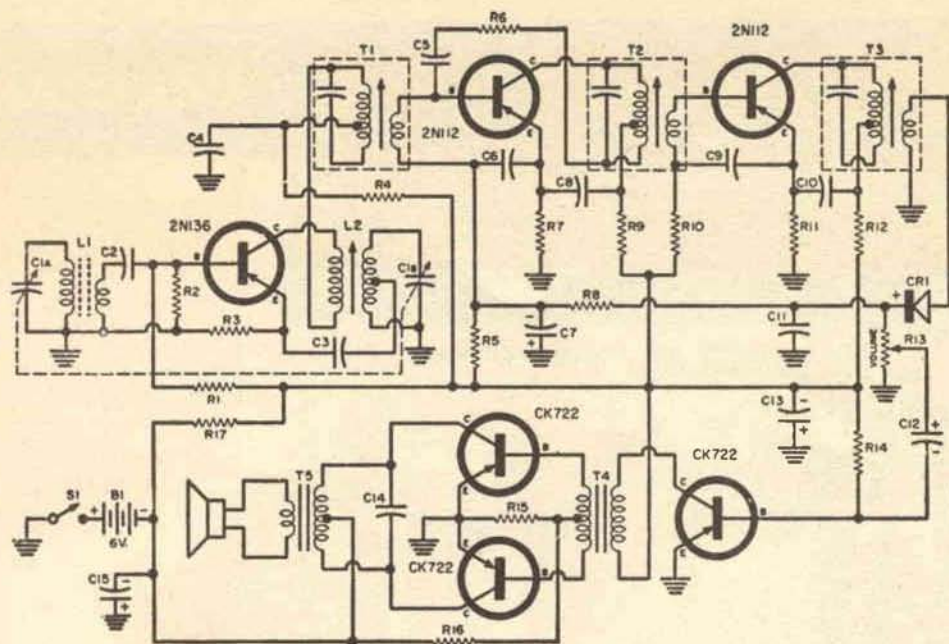 2N112
R6
T1
C5
T2
T3
C
B
E
2N112
C
B
E
C4
C6
C8
C9
C10
R4
R7
R9
R10
R11
R12
2N136
L1
C2
L2
C1A
C
B
E
C1B
R2
R3
C3
R8
R5
C7
C11
CR1
R13
VOLUME
R1
R17
C13
C12
R14
CK722
CK722
S1
B1
6V.
T5
C14
C
B
E
R15
T4
C
B
E
CK722
E
B
C
C15
R16
+
-
+
-
+
-
+
-
+
-
+